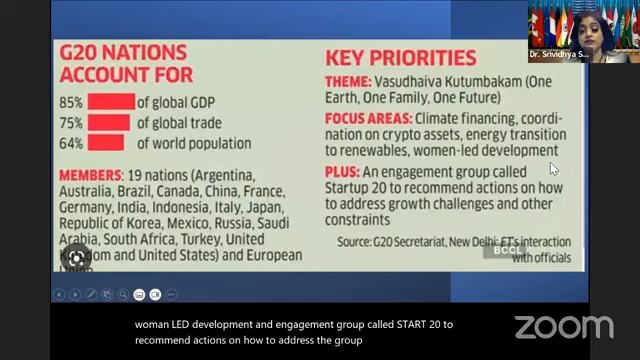 Dr. Srividhya S...
G20 NATIONS
ACCOUNT FOR
85% of global GDP
75% of global trade
64% of world population
MEMBERS: 19 nations (Argentina,
Australia, Brazil, Canada, China, France,
Germany, India, Indonesia, Italy, Japan,
Republic of Korea, Mexico, Russia, Saudi
Arabia, South Africa, Turkey, United
Kingdom and United States) and European
Union
KEY PRIORITIES
THEME: Vasudhaiva Kutumbakam (One
Earth, One Family, One Future)
FOCUS AREAS: Climate financing, coordi-
nation on crypto assets, energy transition
to renewables, women-led development
PLUS: An engagement group called
Startup 20 to recommend actions on how
to address growth challenges and other
constraints
Source: G20 Secretariat, New Delhi; ET's interaction
with officials
BCCL
woman LED development and engagement group called START 20 to
recommend actions on how to address the group
zoom